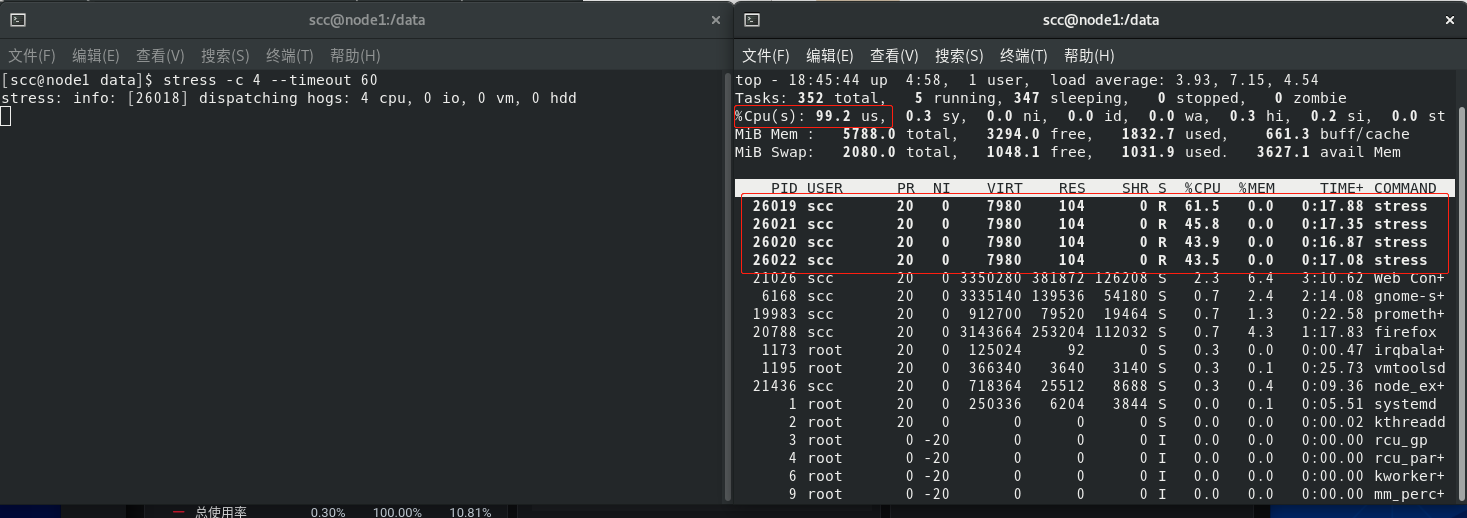 scc@node1:/data
文件(F) 编辑(E) 查看(V) 搜索(S) 终端(T) 帮助(H)
[scc@node1 data]$ stress -c 4 --timeout 60
stress: info: [26018] dispatching hogs: 4 cpu, 0 io, 0 vm, 0 hdd
scc@node1:/data
文件(F) 编辑(E) 查看(V) 搜索(S) 终端(T) 帮助(H)
top - 18:45:44 up  4:58,  1 user,  load average: 3.93, 7.15, 4.54
Tasks: 352 total,   5 running, 347 sleeping,   0 stopped,   0 zombie
%Cpu(s): 99.2 us,  0.3 sy,  0.0 ni,  0.0 id,  0.0 wa,  0.3 hi,  0.2 si,  0.0 st
MiB Mem :   5788.0 total,   3294.0 free,   1832.7 used,    661.3 buff/cache
MiB Swap:   2080.0 total,   1048.1 free,   1031.9 used.   3627.1 avail Mem
PID USER      PR  NI    VIRT    RES    SHR S  %CPU  %MEM     TIME+ COMMAND
26019 scc       20   0    7980    104      0 R  61.5   0.0   0:17.88 stress
26021 scc       20   0    7980    104      0 R  45.8   0.0   0:17.35 stress
26020 scc       20   0    7980    104      0 R  43.9   0.0   0:16.87 stress
26022 scc       20   0    7980    104      0 R  43.5   0.0   0:17.08 stress
21026 scc       20   0 3350280 381872 126208 S   2.3   6.4   3:10.62 Web Con+
6168 scc       20   0 3335140 139536  54180 S   0.7   2.4   2:14.08 gnome-s+
19983 scc       20   0  912700  79520  19464 S   0.7   1.3   0:22.58 prometh+
20788 scc       20   0 3143664 253204 112032 S   0.7   4.3   1:17.83 firefox
1173 root      20   0  125024     92      0 S   0.3   0.0   0:00.47 irqbala+
1195 root      20   0  366340   3640   3140 S   0.3   0.1   0:25.73 vmtoolsd
21436 scc       20   0  718364  25512   8688 S   0.3   0.4   0:09.36 node_ex+
1 root      20   0  250336   6204   3844 S   0.0   0.1   0:05.51 systemd
2 root      20   0       0      0      0 S   0.0   0.0   0:00.02 kthreadd
3 root       0 -20       0      0      0 I   0.0   0.0   0:00.00 rcu_gp
4 root       0 -20       0      0      0 I   0.0   0.0   0:00.00 rcu_par+
6 root       0 -20       0      0      0 I   0.0   0.0   0:00.00 kworker+
9 root       0 -20       0      0      0 I   0.0   0.0   0:00.00 mm_perc+
总使用率 0.30% 100.00% 10.81%